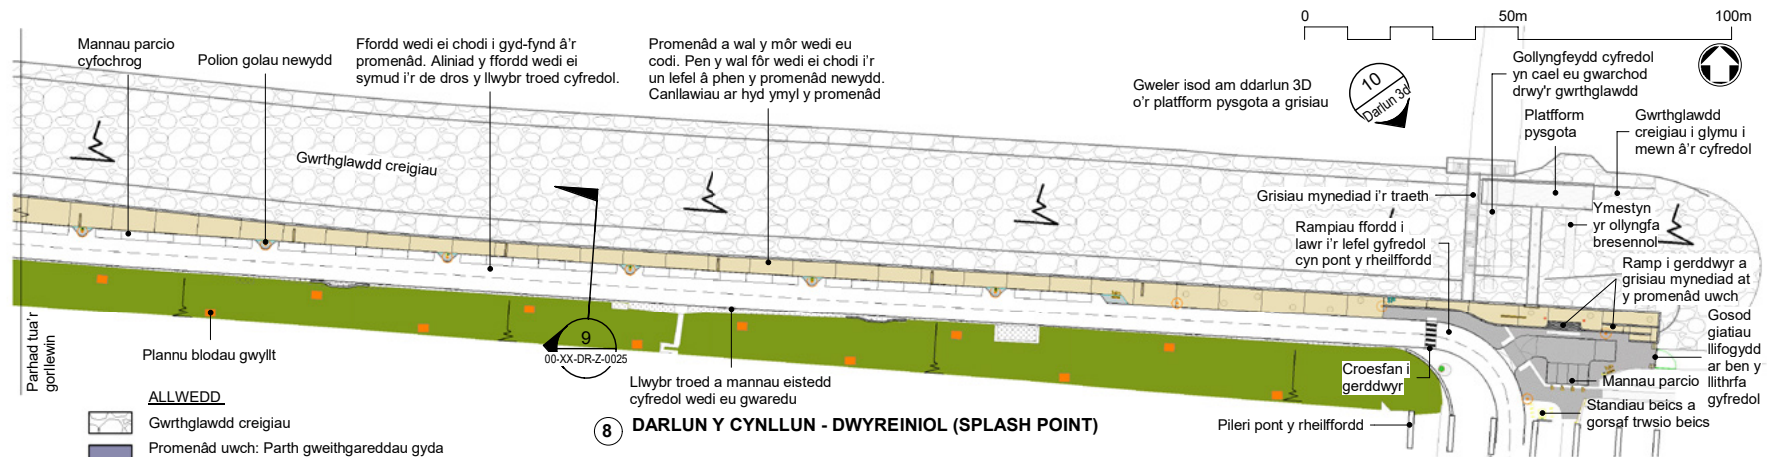 0 50m 100m
Mannau parcio
cyfochrog
Polion golau newydd
Ffordd wedi ei chodi i gyd-fynd â'r
promenâd. Aliniad y ffordd wedi ei
symud i'r de dros y llwybr troed cyfredol.
Promenâd a wal y môr wedi eu
codi. Pen y wal fôr wedi ei chodi i'r
un lefel â phen y promenâd newydd.
Canllawiau ar hyd ymyl y promenâd
Gweler isod am ddarlun 3D
o'r platfform pysgota a grisiau
10
Darlun 3d
Gollyngfeydd cyfredol
yn cael eu gwarchod
drwy'r gwrthglawdd
Platfform
pysgota
Gwrthglawdd
creigiau i glymu i
mewn â'r cyfredol
Gwrthglawdd creigiau
Grisiau mynediad i'r traeth
Rampiau ffordd i
lawr i'r lefel gyfredol
cyn pont y rheilffordd
Ymestyn
yr ollyngfa
bresennol
Ramp i gerddwyr a
grisiau mynediad at
y promenâd uwch
Gosod
giatiau
llifogydd
ar ben y
llithrfa
gyfredol
Parhad tua'r
gorllewin
Plannu blodau gwyllt
9
00-XX-DR-Z-0025
Llwybr troed a mannau eistedd
cyfredol wedi eu gwaredu
Croesfan i
gerddwyr
Mannau parcio
Standiau beics a
gorsaf trwsio beics
Pileri pont y rheilffordd
8 DARLUN Y CYNLLUN - DWYREINIOL (SPLASH POINT)
ALLWEDD
Gwrthglawdd creigiau
Promenâd uwch: Parth gweithgareddau gyda